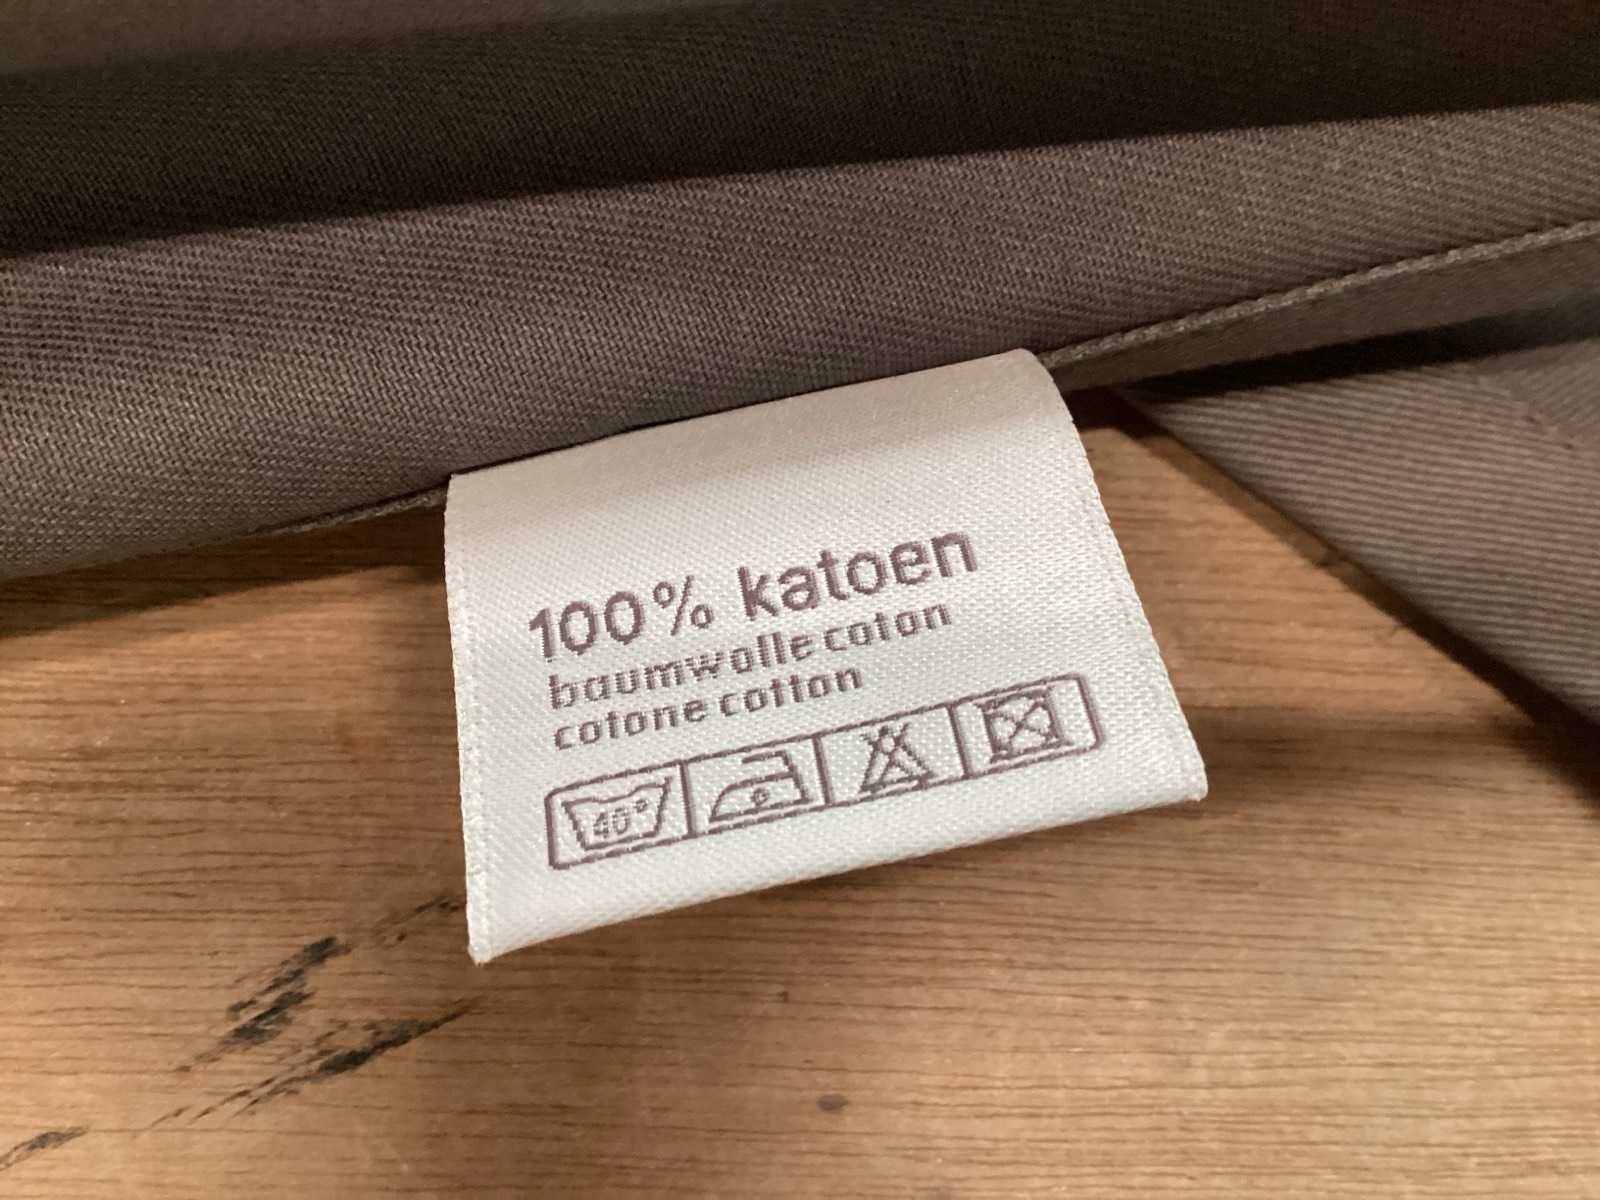 100% katoen
baumwolle coton
cotone cotton
40°